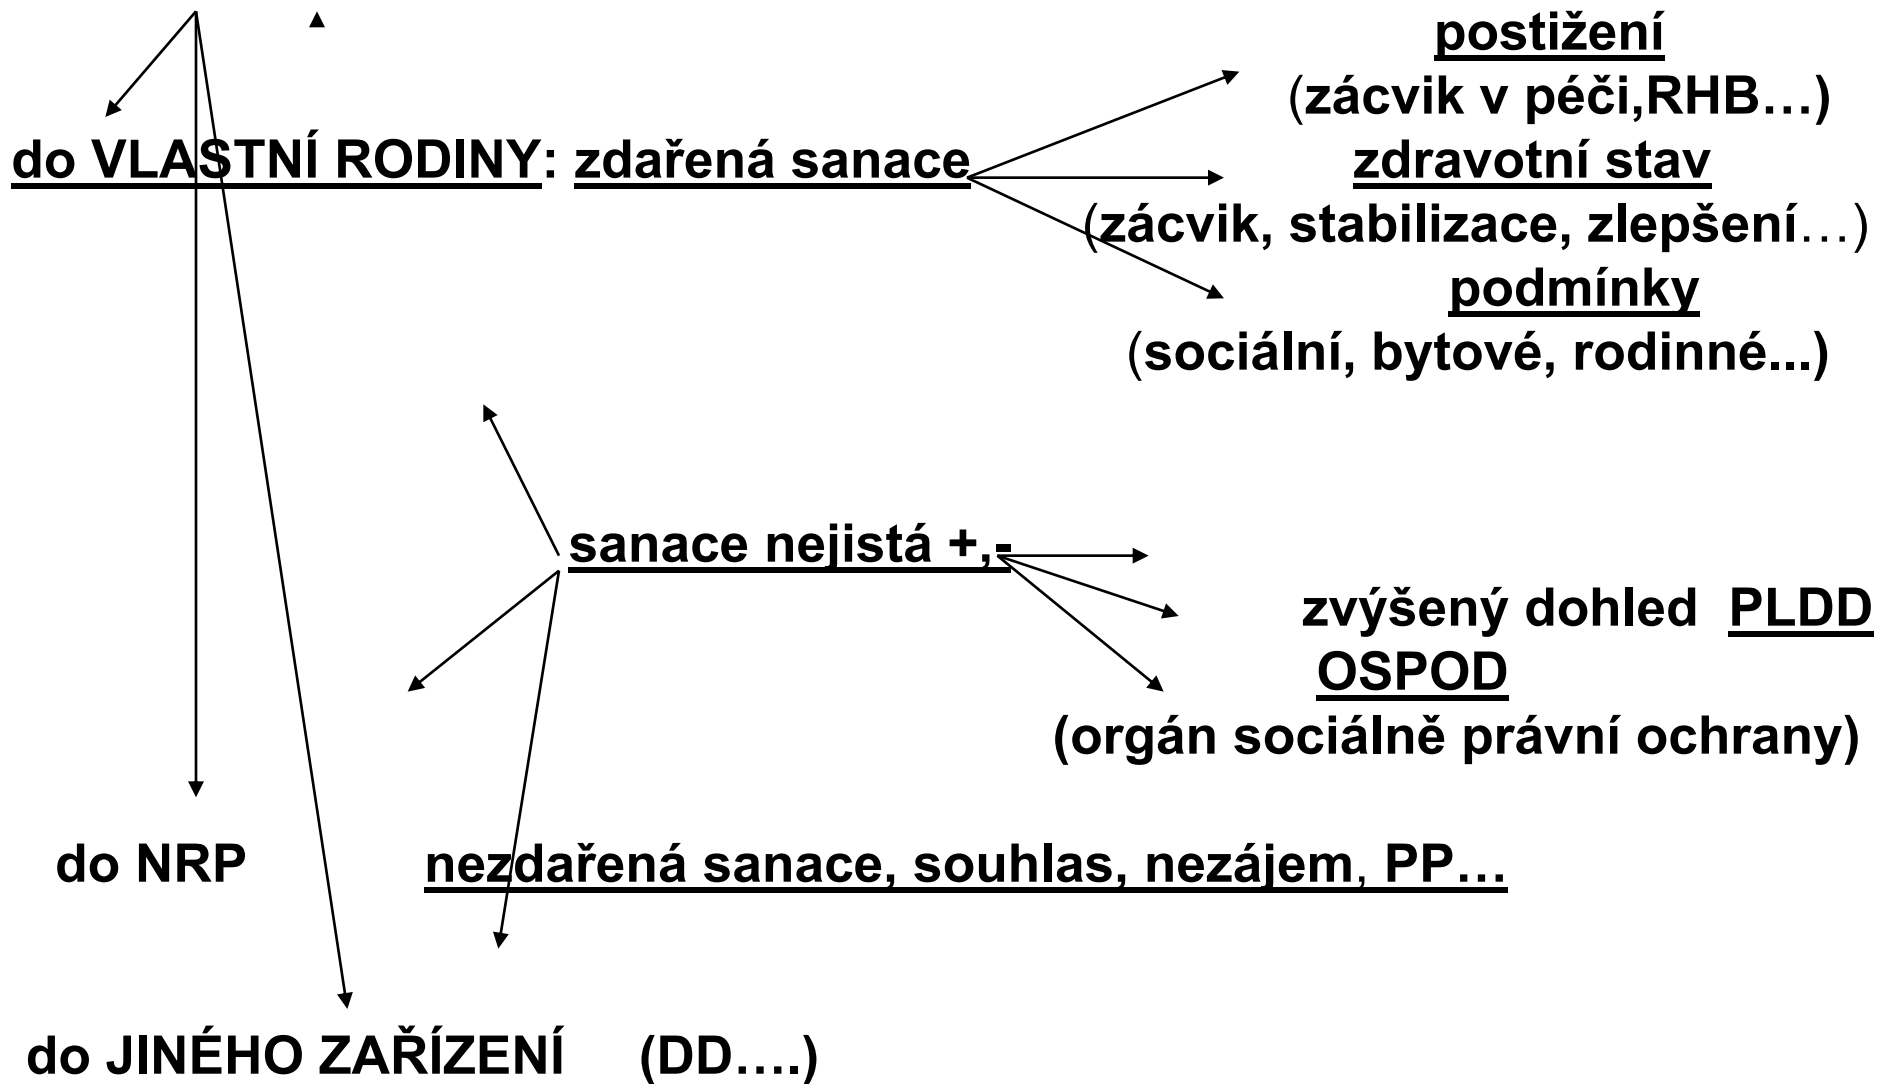 postižení
(zácvik v péči,RHB…)
do VLASTNÍ RODINY: zdařená sanace
zdravotní stav
(zácvik, stabilizace, zlepšení…)
podmínky
(sociální, bytové, rodinné...)
sanace nejistá +,-
zvýšený dohled PLDD
OSPOD
(orgán sociálně právní ochrany)
do NRP
nezdařená sanace, souhlas, nezájem, PP…
do JINÉHO ZAŘÍZENÍ (DD….)